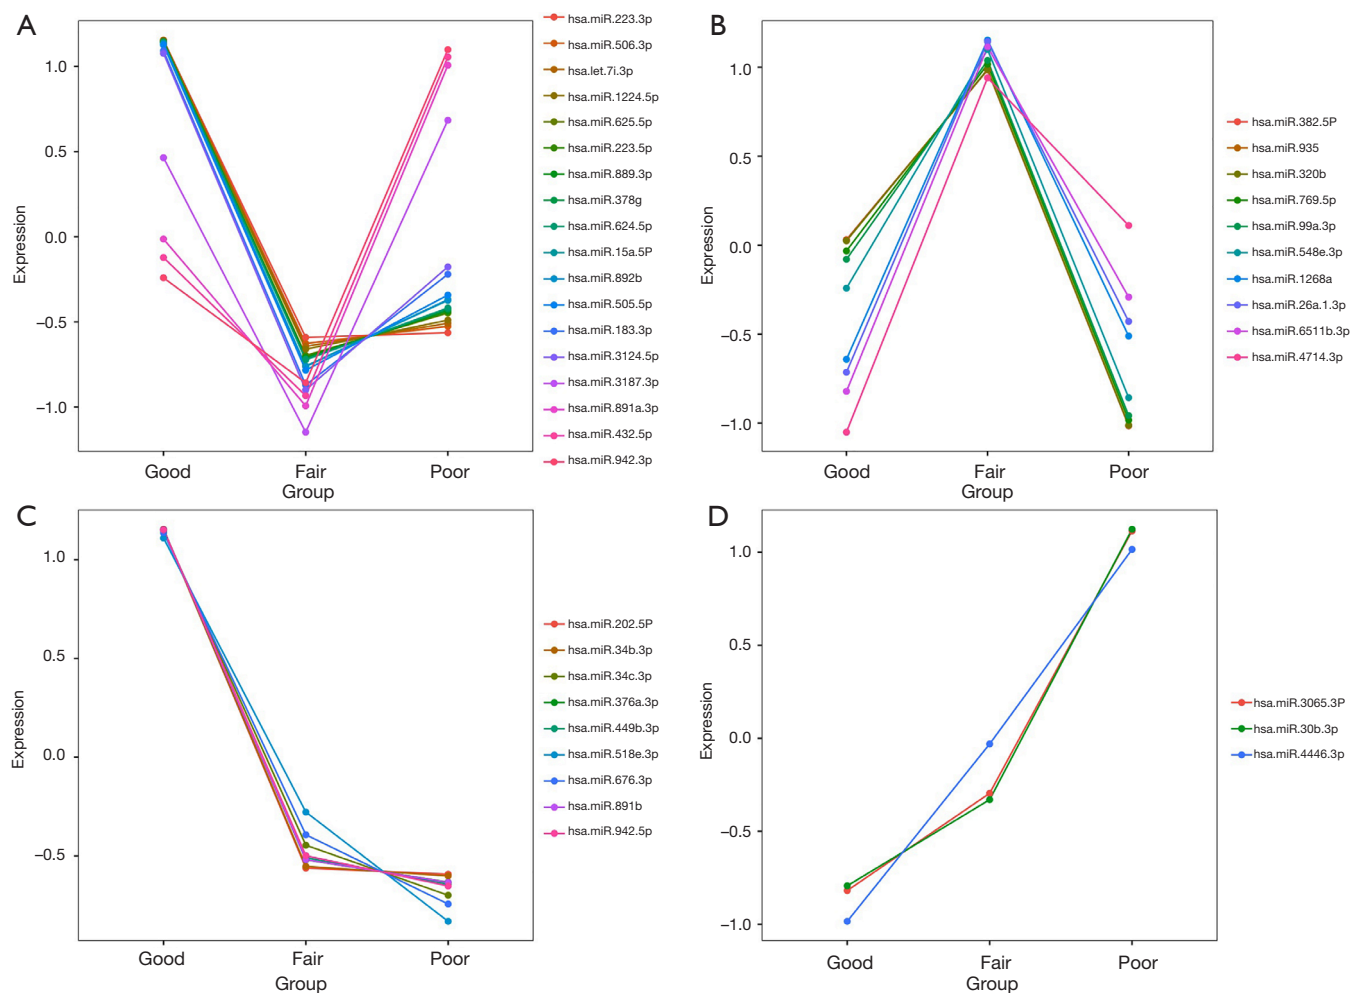 A
1.0
0.5
0.0
−0.5
−1.0
Expression
Good
Fair
Poor
Group
hsa.miR.223.3p
hsa.miR.506.3p
hsa.let.7i.3p
hsa.miR.1224.5p
hsa.miR.625.5p
hsa.miR.223.5p
hsa.miR.889.3p
hsa.miR.378g
hsa.miR.624.5p
hsa.miR.15a.5P
hsa.miR.892b
hsa.miR.505.5p
hsa.miR.183.3p
hsa.miR.3124.5p
hsa.miR.3187.3p
hsa.miR.891a.3p
hsa.miR.432.5p
hsa.miR.942.3p
B
1.0
0.5
0.0
−0.5
−1.0
Expression
Good
Fair
Poor
Group
hsa.miR.382.5P
hsa.miR.935
hsa.miR.320b
hsa.miR.769.5p
hsa.miR.99a.3p
hsa.miR.548e.3p
hsa.miR.1268a
hsa.miR.26a.1.3p
hsa.miR.6511b.3p
hsa.miR.4714.3p
C
1.0
0.5
0.0
−0.5
Expression
Good
Fair
Poor
Group
hsa.miR.202.5P
hsa.miR.34b.3p
hsa.miR.34c.3p
hsa.miR.376a.3p
hsa.miR.449b.3p
hsa.miR.518e.3p
hsa.miR.676.3p
hsa.miR.891b
hsa.miR.942.5p
D
1.0
0.5
0.0
−0.5
−1.0
Expression
Good
Fair
Poor
Group
hsa.miR.3065.3P
hsa.miR.30b.3p
hsa.miR.4446.3p